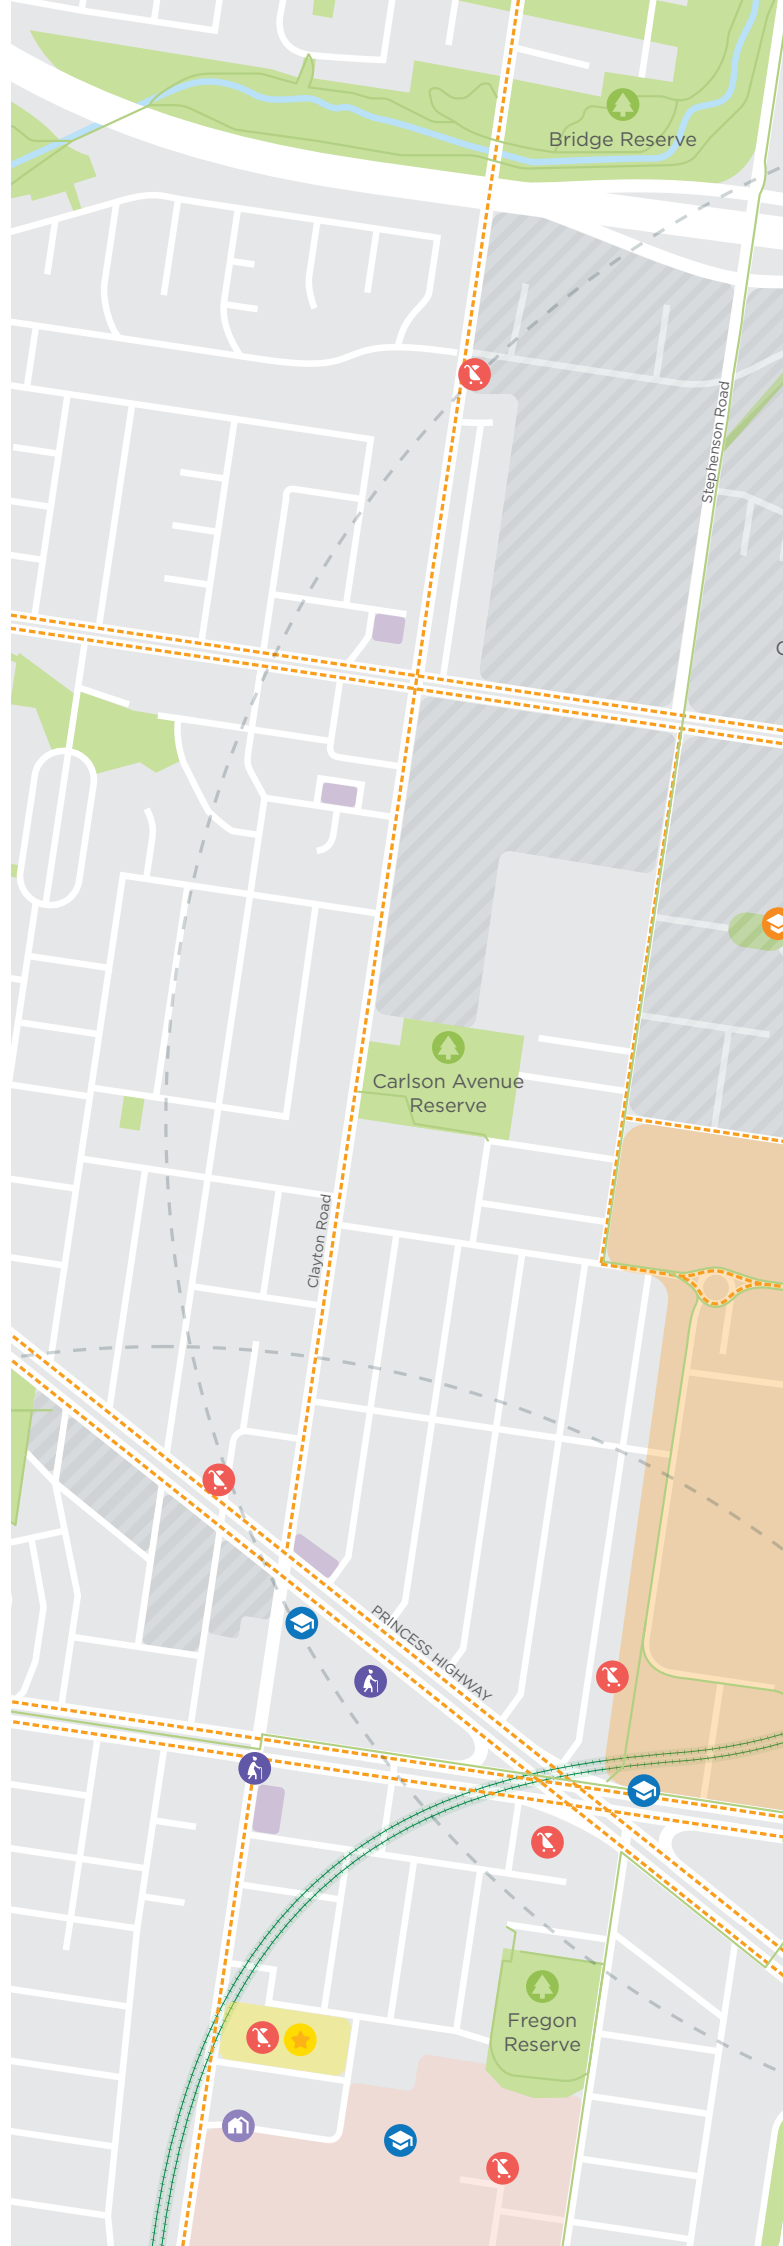 Bridge Reserve
Stephenson Road
Carlson Avenue
Reserve
Clayton Road
PRINCESS HIGHWAY
Fregon
Reserve